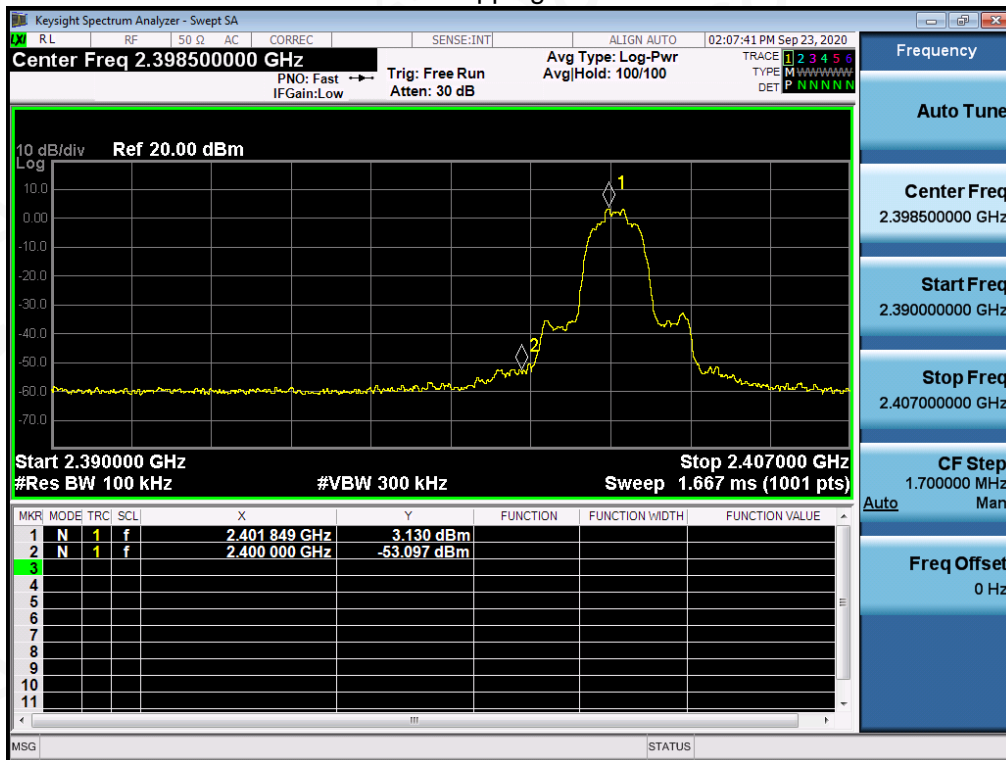 Keysight Spectrum Analyzer - Swept SA
LXI RL RF 50 Ω AC CORREC SENSE:INT ALIGN AUTO 02:07:41 PM Sep 23, 2020
Center Freq 2.398500000 GHz
PNO: Fast
IFGain:Low
Trig: Free Run
Atten: 30 dB
Avg Type: Log-Pwr
Avg|Hold: 100/100
TRACE 1 2 3 4 5 6
TYPE M WWWWW
DET P N N N N N
10 dB/div Ref 20.00 dBm
Log
10.0
0.00
-10.0
-20.0
-30.0
-40.0
-50.0
-60.0
-70.0
1
2
Start 2.390000 GHz Stop 2.407000 GHz
#Res BW 100 kHz #VBW 300 kHz Sweep 1.667 ms (1001 pts)
MKR MODE TRC SCL X Y FUNCTION FUNCTION WIDTH FUNCTION VALUE
1 N 1 f 2.401 849 GHz 3.130 dBm
2 N 1 f 2.400 000 GHz -53.097 dBm
3
4
5
6
7
8
9
10
11
MSG STATUS
Frequency
Auto Tune
Center Freq
2.398500000 GHz
Start Freq
2.390000000 GHz
Stop Freq
2.407000000 GHz
CF Step
1.700000 MHz
Auto Man
Freq Offset
0 Hz